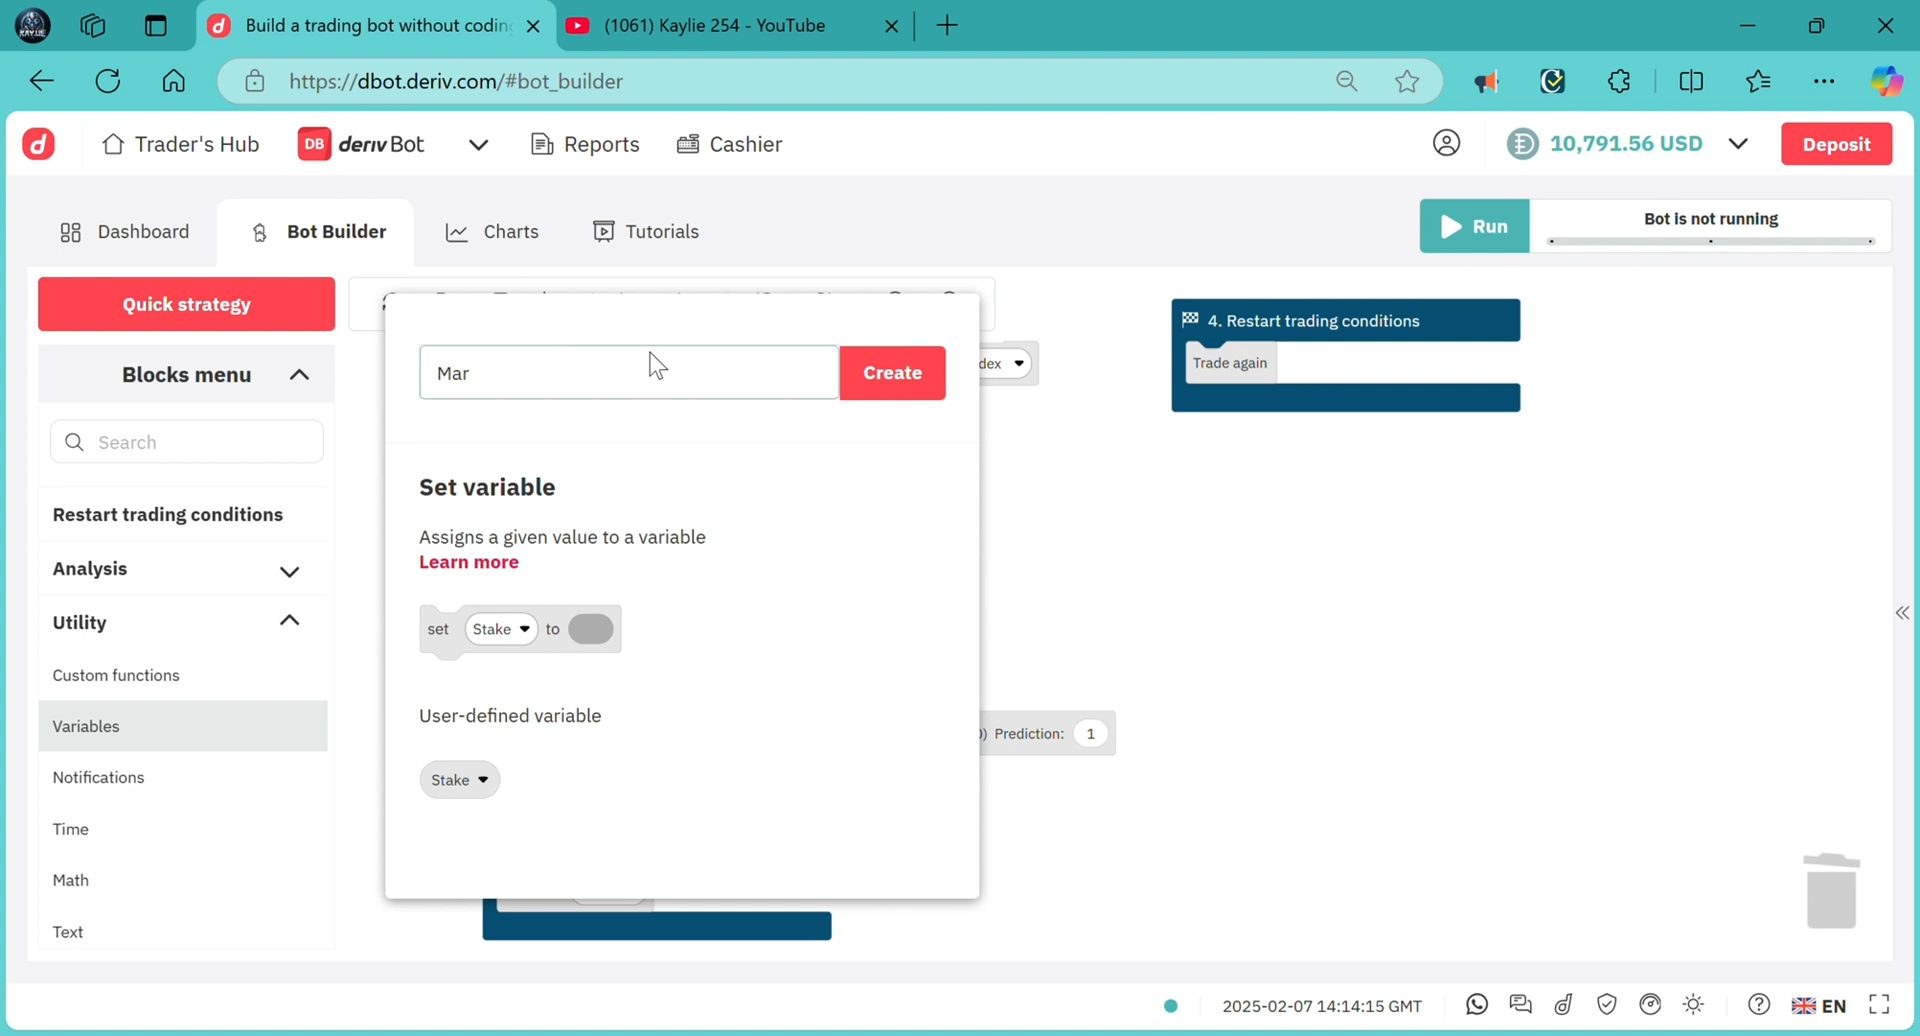 Build a trading bot without coding
(1061) Kaylie 254 - YouTube
https://dbot.deriv.com/#bot_builder
Trader's Hub
DB deriv Bot
Reports
Cashier
10,791.56 USD
Deposit
Dashboard
Bot Builder
Charts
Tutorials
Run
Bot is not running
Quick strategy
Blocks menu
Search
Restart trading conditions
Analysis
Utility
Custom functions
Variables
Notifications
Time
Math
Text
Mar
Create
Set variable
Assigns a given value to a variable
Learn more
set Stake to
User-defined variable
Stake
dex
4. Restart trading conditions
Trade again
) Prediction: 1
2025-02-07 14:14:15 GMT
EN